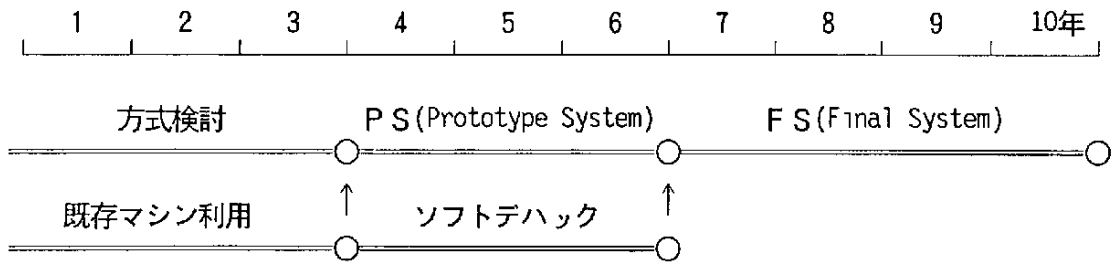 1 2 3 4 5 6 7 8 9 10年
方式検討 PS(Prototype System) FS(Final System)
既存マシン利用 ソフトデハック